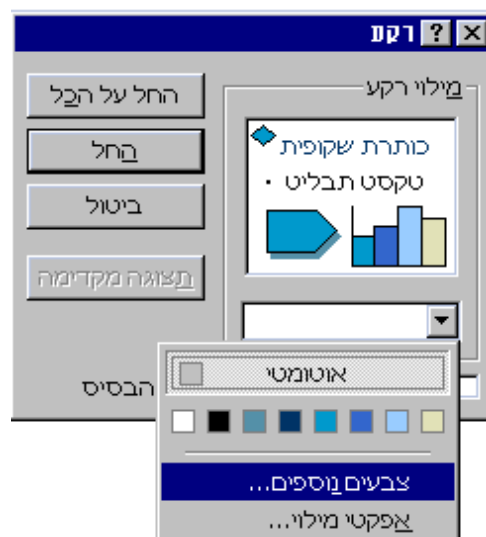 רקע
מילוי רקע
כותרת שקופית
טקסט תבליט
החל על הכל
החל
ביטול
תצוגה מקדימה
הבסיס
אוטומטי
צבעים נוספים...
אפקטי מילוי...